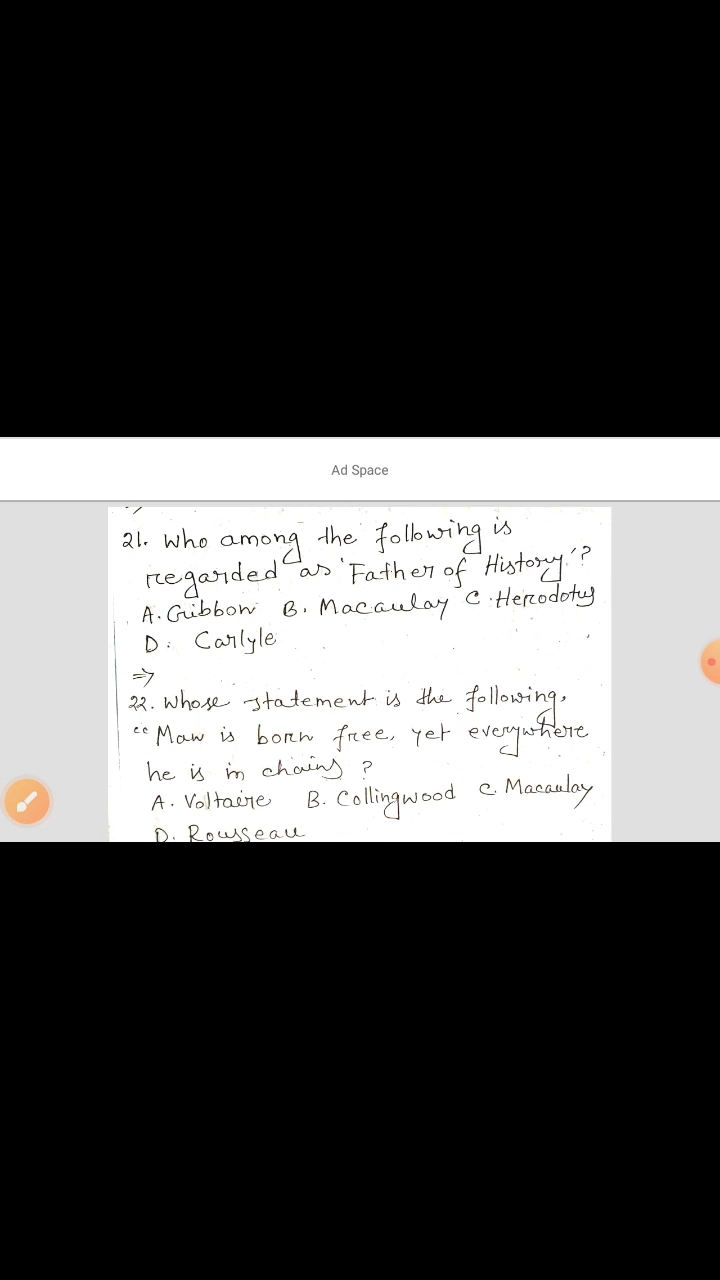 Ad Space
21. Who among the following is
regarded as 'Father of History'?
A. Gibbon B. Macaulay C. Herodotus
D. Carlyle
⇒
22. Whose statement is the following,
“Man is born free, yet everywhere
he is in chains ?
A. Voltaire B. Collingwood C. Macaulay
D. Rousseau